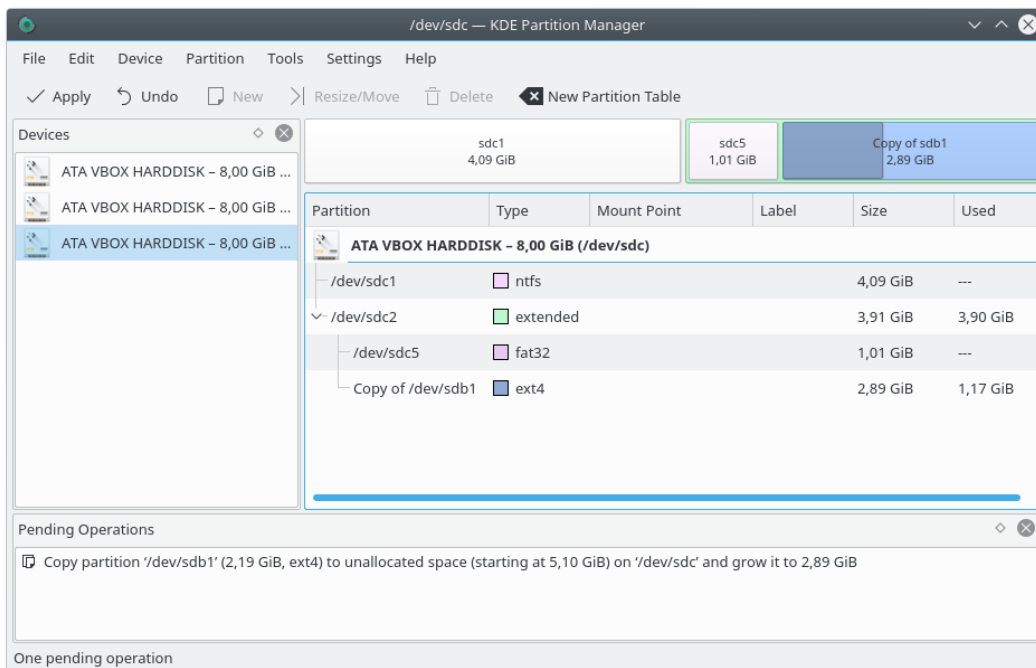 /dev/sdc — KDE Partition Manager
File Edit Device Partition Tools Settings Help
Apply Undo New Resize/Move Delete New Partition Table
Devices
ATA VBOX HARDDISK – 8,00 GiB ...
ATA VBOX HARDDISK – 8,00 GiB ...
ATA VBOX HARDDISK – 8,00 GiB ...
sdc1
4,09 GiB
sdc5
1,01 GiB
Copy of sdb1
2,89 GiB
Partition Type Mount Point Label Size Used
ATA VBOX HARDDISK – 8,00 GiB (/dev/sdc)
/dev/sdc1 ntfs 4,09 GiB ---
/dev/sdc2 extended 3,91 GiB 3,90 GiB
/dev/sdc5 fat32 1,01 GiB ---
Copy of /dev/sdb1 ext4 2,89 GiB 1,17 GiB
Pending Operations
Copy partition ‘/dev/sdb1’ (2,19 GiB, ext4) to unallocated space (starting at 5,10 GiB) on ‘/dev/sdc’ and grow it to 2,89 GiB
One pending operation